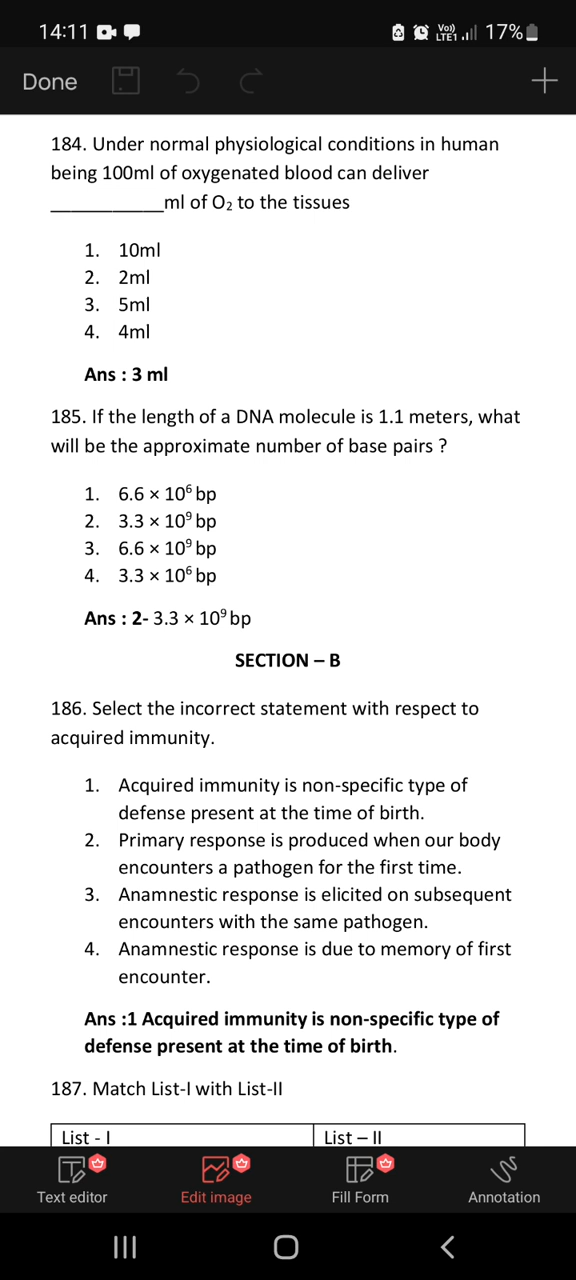 14:11 Vo)) LTE1 17%
Done
184. Under normal physiological conditions in human
being 100ml of oxygenated blood can deliver
___________ml of O₂ to the tissues
1. 10ml
2. 2ml
3. 5ml
4. 4ml
Ans : 3 ml
185. If the length of a DNA molecule is 1.1 meters, what
will be the approximate number of base pairs ?
1. 6.6 × 10⁶ bp
2. 3.3 × 10⁹ bp
3. 6.6 × 10⁹ bp
4. 3.3 × 10⁶ bp
Ans : 2- 3.3 × 10⁹ bp
SECTION – B
186. Select the incorrect statement with respect to
acquired immunity.
1. Acquired immunity is non-specific type of
defense present at the time of birth.
2. Primary response is produced when our body
encounters a pathogen for the first time.
3. Anamnestic response is elicited on subsequent
encounters with the same pathogen.
4. Anamnestic response is due to memory of first
encounter.
Ans :1 Acquired immunity is non-specific type of
defense present at the time of birth.
187. Match List-I with List-II
List - I List – II
Text editor Edit image Fill Form Annotation